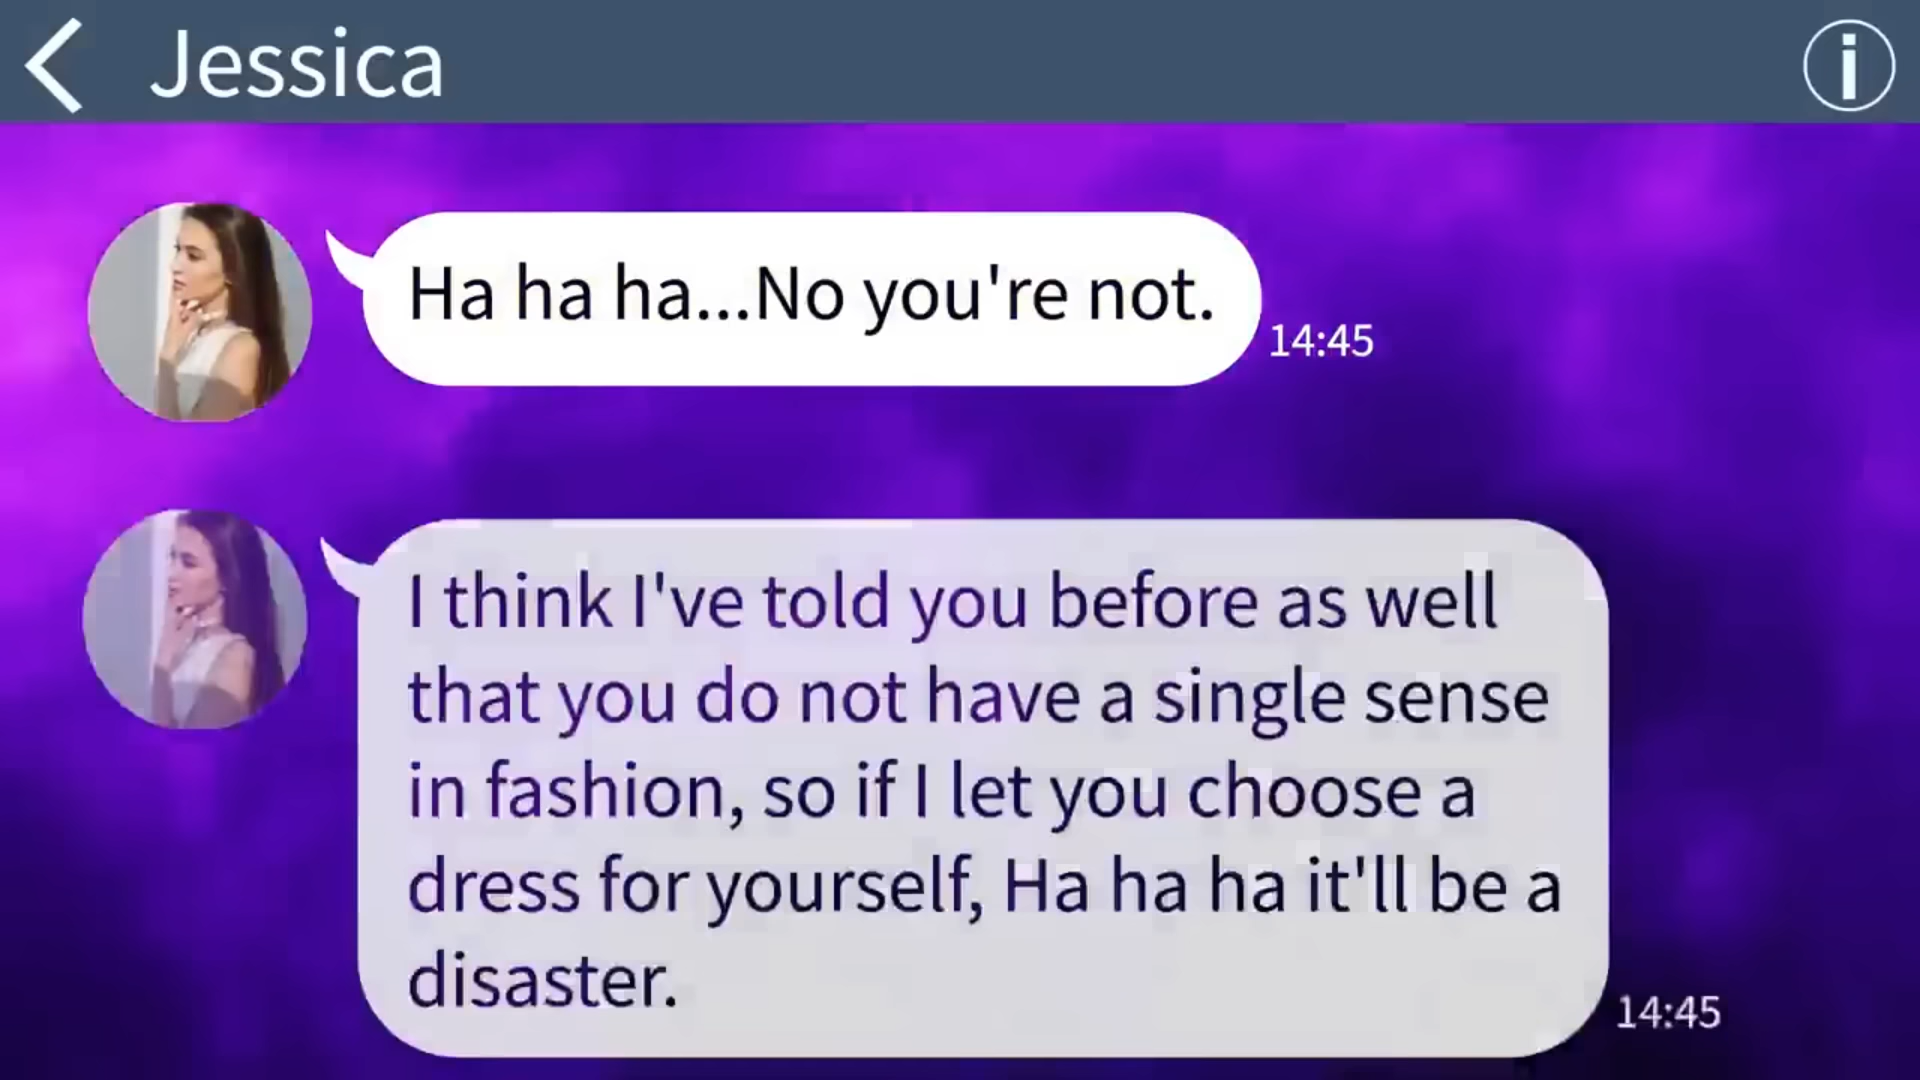 Jessica
Ha ha ha...No you're not.
14:45
I think I've told you before as well
that you do not have a single sense
in fashion, so if I let you choose a
dress for yourself, Ha ha ha it'll be a
disaster.
14:45